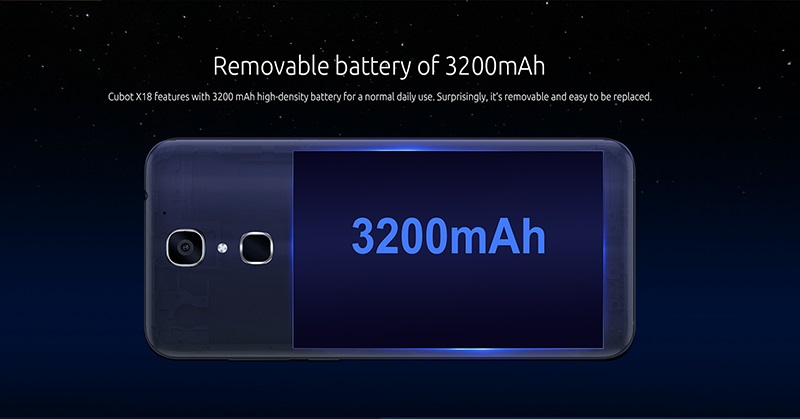 Removable battery of 3200mAh
Cubot X18 features with 3200 mAh high-density battery for a normal daily use. Surprisingly, it's removable and easy to be replaced.
3200mAh